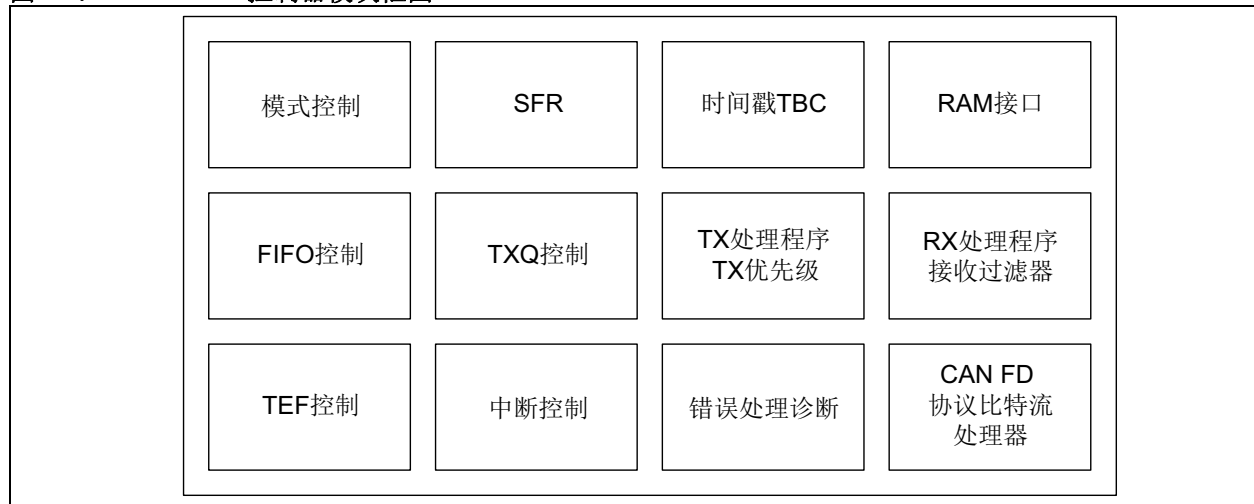 模式控制
SFR
时间戳TBC
RAM接口
FIFO控制
TXQ控制
TX处理程序
TX优先级
RX处理程序
接收过滤器
TEF控制
中断控制
错误处理诊断
CAN FD
协议比特流
处理器